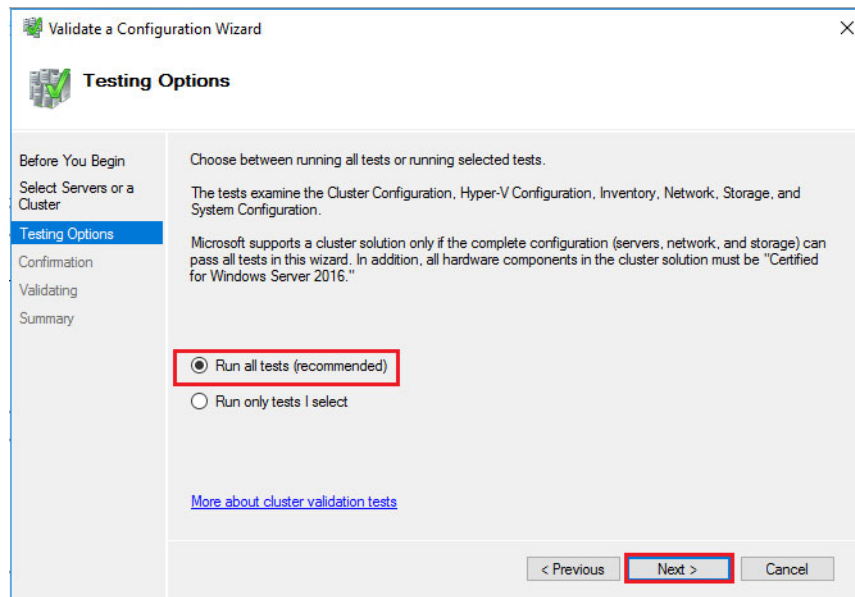 Validate a Configuration Wizard
Testing Options
Before You Begin
Select Servers or a
Cluster
Testing Options
Confirmation
Validating
Summary
Choose between running all tests or running selected tests.
The tests examine the Cluster Configuration, Hyper-V Configuration, Inventory, Network, Storage, and
System Configuration.
Microsoft supports a cluster solution only if the complete configuration (servers, network, and storage) can
pass all tests in this wizard. In addition, all hardware components in the cluster solution must be "Certified
for Windows Server 2016."
Run all tests (recommended)
Run only tests I select
More about cluster validation tests
< Previous
Next >
Cancel